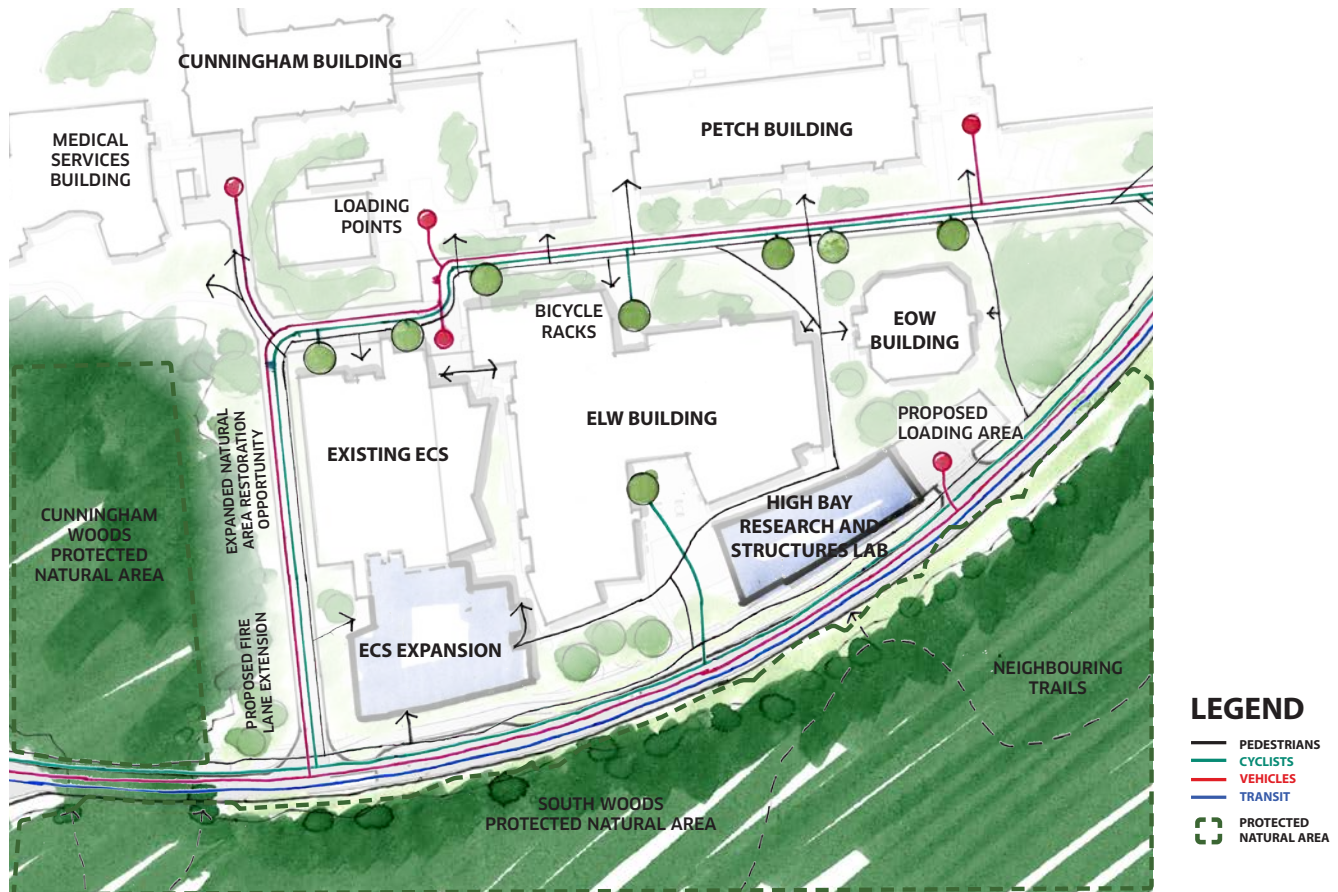 CUNNINGHAM BUILDING
MEDICAL
SERVICES
BUILDING
PETCH BUILDING
LOADING
POINTS
BICYCLE
RACKS
EOW
BUILDING
ELW BUILDING
PROPOSED
LOADING AREA
EXISTING ECS
EXPANDED NATURAL
AREA RESTORATION
OPPORTUNITY
CUNNINGHAM
WOODS
PROTECTED
NATURAL AREA
HIGH BAY
RESEARCH AND
STRUCTURES LAB
ECS EXPANSION
PROPOSED FIRE
LANE EXTENSION
NEIGHBOURING
TRAILS
SOUTH WOODS
PROTECTED NATURAL AREA
LEGEND
PEDESTRIANS
CYCLISTS
VEHICLES
TRANSIT
PROTECTED
NATURAL AREA